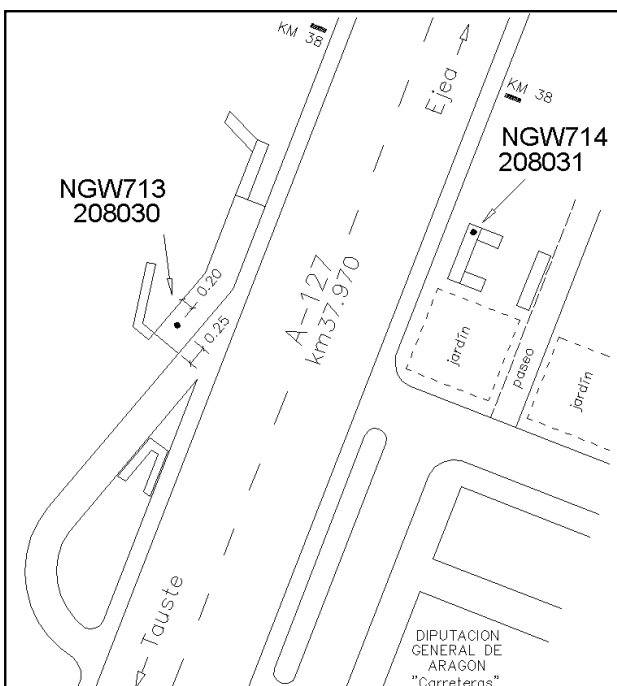 KM 38
Ejea
KM 38
NGW714
208031
NGW713
208030
0.20
A-127
km37.970
0.25
jardín
paseo
jardín
Tauste
DIPUTACION
GENERAL DE
ARAGON
"Carreteras"